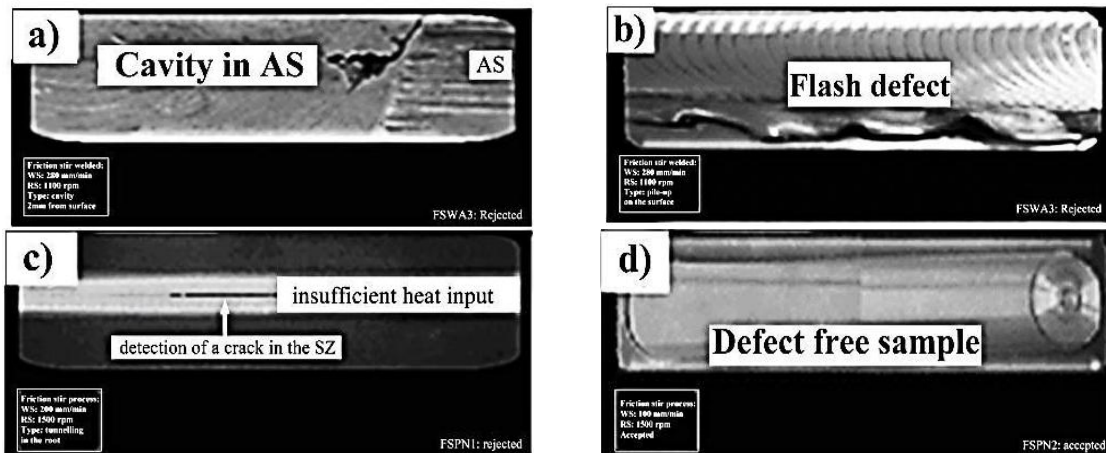 a)
Cavity in AS
AS
Friction stir welded:
WS: 280 mm/min
RS: 1100 rpm
Type: cavity
2mm from surface
FSWA3: Rejected
b)
Flash defect
Friction stir welded:
WS: 280 mm/min
RS: 1100 rpm
Type: pile-up
on the surface
FSWA3: Rejected
c)
insufficient heat input
detection of a crack in the SZ
Friction stir process:
WS: 200 mm/min
RS: 1500 rpm
Type: tunnelling
in the root
FSPN1: rejected
d)
Defect free sample
Friction stir process:
WS: 100 mm/min
RS: 1500 rpm
Accepted
FSPN2: accepted